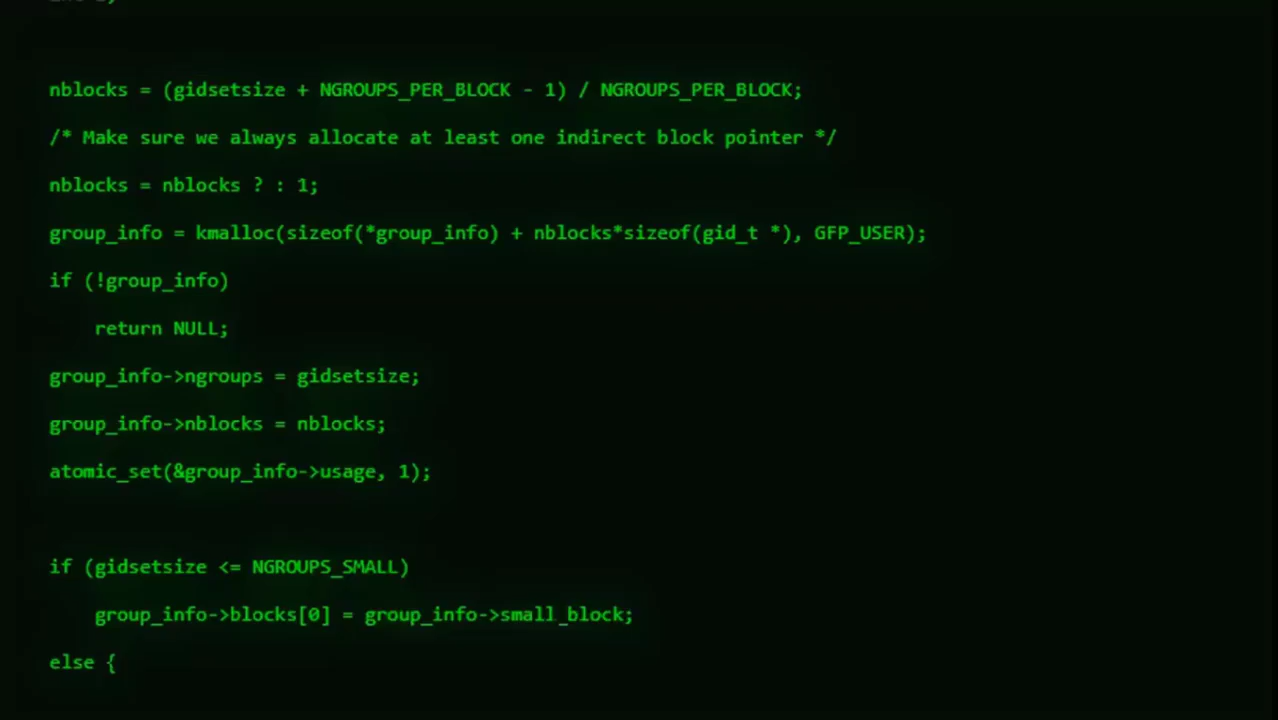 nblocks = (gidsetsize + NGROUPS_PER_BLOCK - 1) / NGROUPS_PER_BLOCK;
/* Make sure we always allocate at least one indirect block pointer */
nblocks = nblocks ? : 1;
group_info = kmalloc(sizeof(*group_info) + nblocks*sizeof(gid_t *), GFP_USER);
if (!group_info)
    return NULL;
group_info->ngroups = gidsetsize;
group_info->nblocks = nblocks;
atomic_set(&group_info->usage, 1);
if (gidsetsize <= NGROUPS_SMALL)
    group_info->blocks[0] = group_info->small_block;
else {